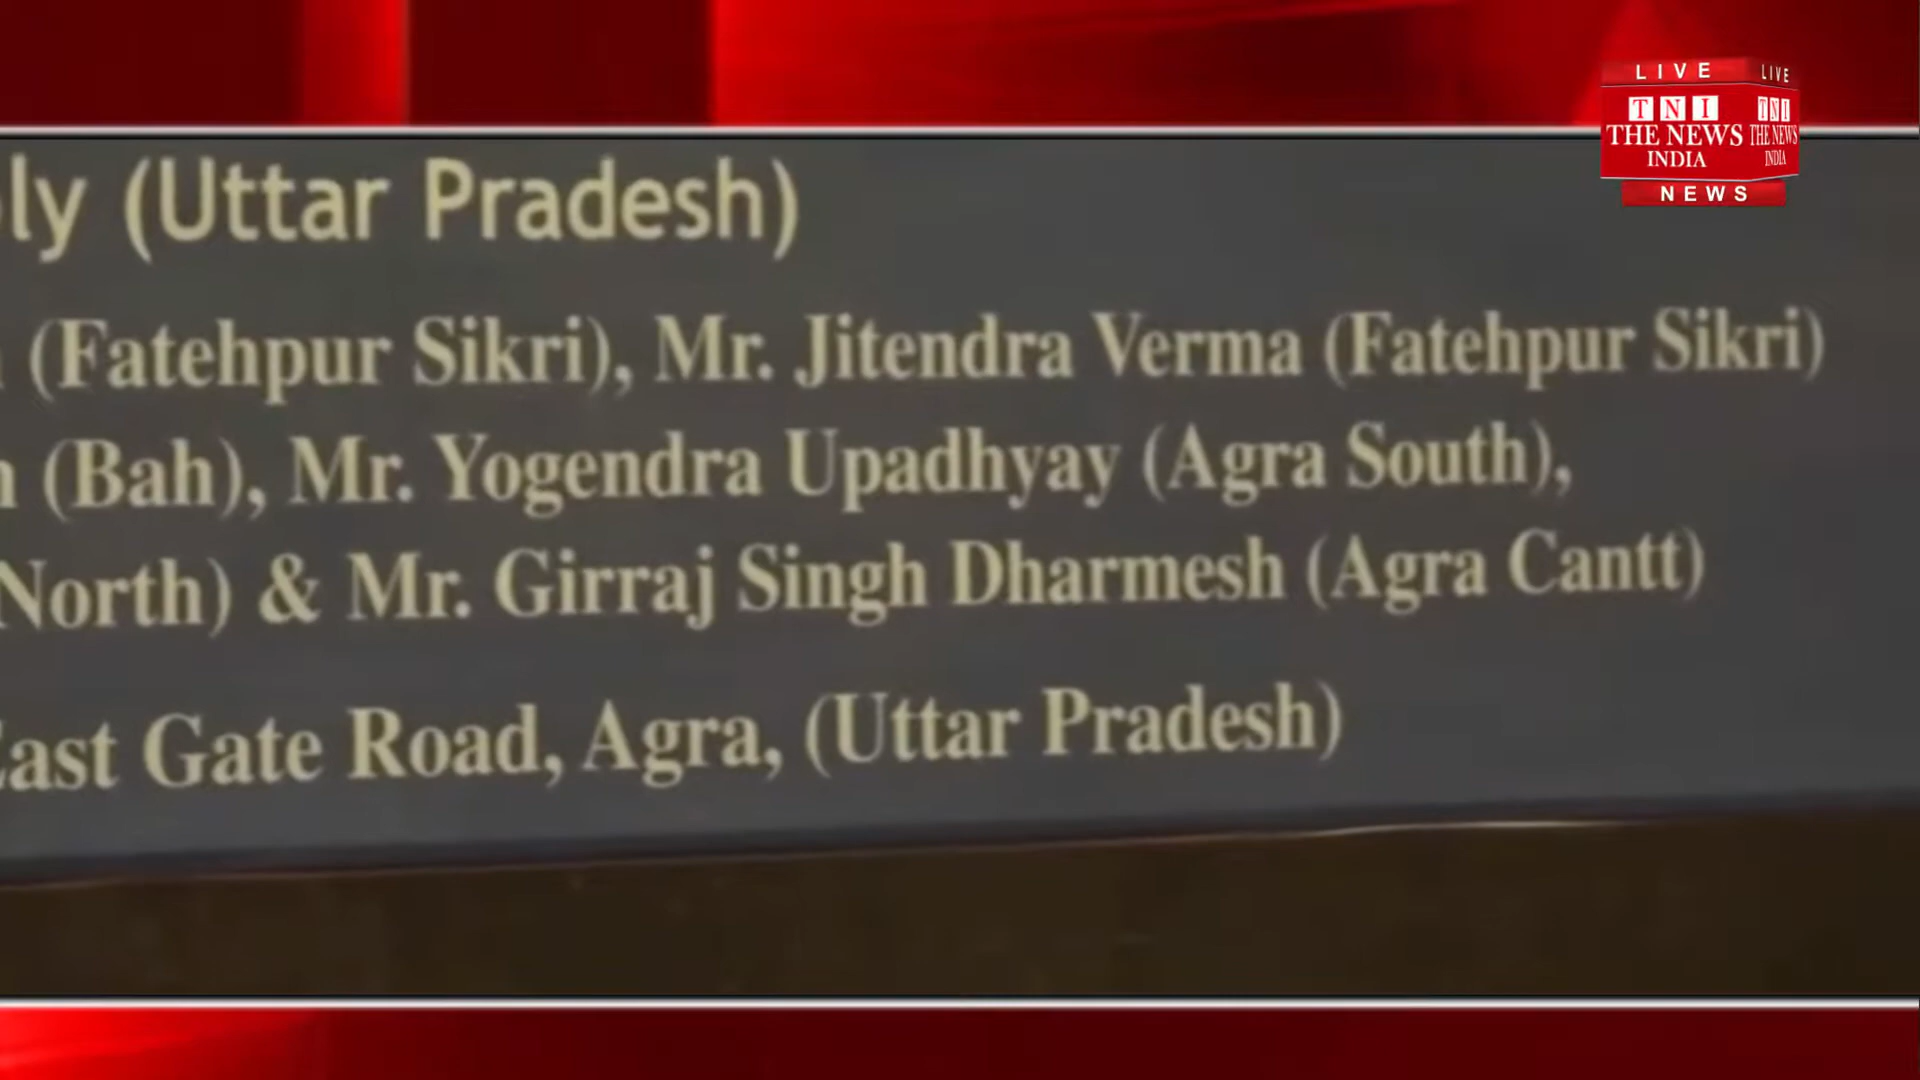 LIVE LIVE
TNI TNI
THE NEWS THE NEWS
INDIA INDIA
NEWS
(Uttar Pradesh)
(Fatehpur Sikri), Mr. Jitendra Verma (Fatehpur Sikri)
(Bah), Mr. Yogendra Upadhyay (Agra South),
North) & Mr. Girraj Singh Dharmesh (Agra Cantt)
East Gate Road, Agra, (Uttar Pradesh)